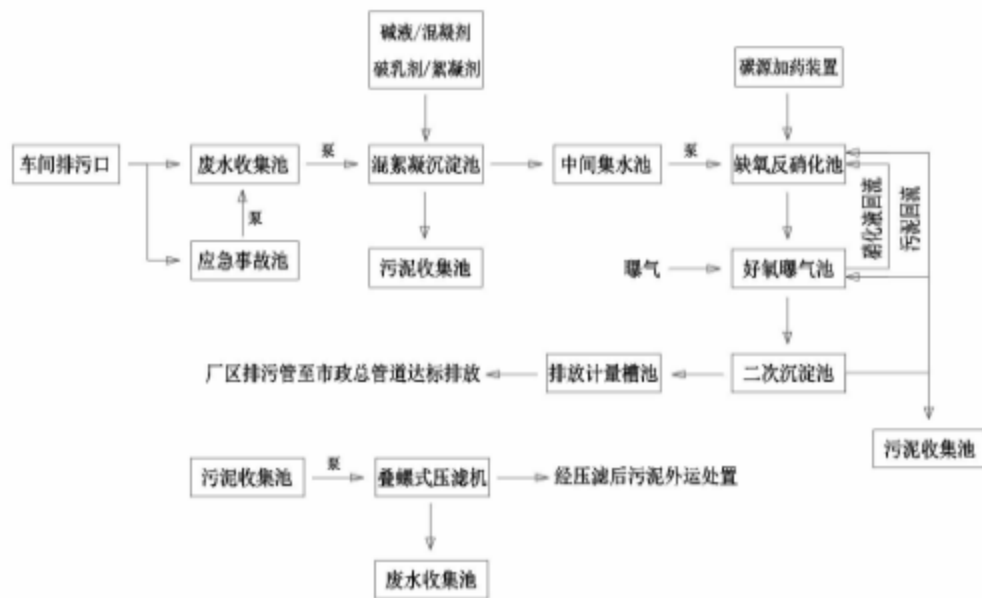 碱液/混凝剂
破乳剂/絮凝剂
碳源加药装置
车间排污口
废水收集池
泵
混絮凝沉淀池
中间集水池
泵
缺氧反硝化池
泵
应急事故池
污泥收集池
曝气
好氧曝气池
硝化液回流
污泥回流
厂区排污管至市政总管道达标排放
排放计量槽池
二次沉淀池
污泥收集池
污泥收集池
泵
叠螺式压滤机
经压滤后污泥外运处置
废水收集池